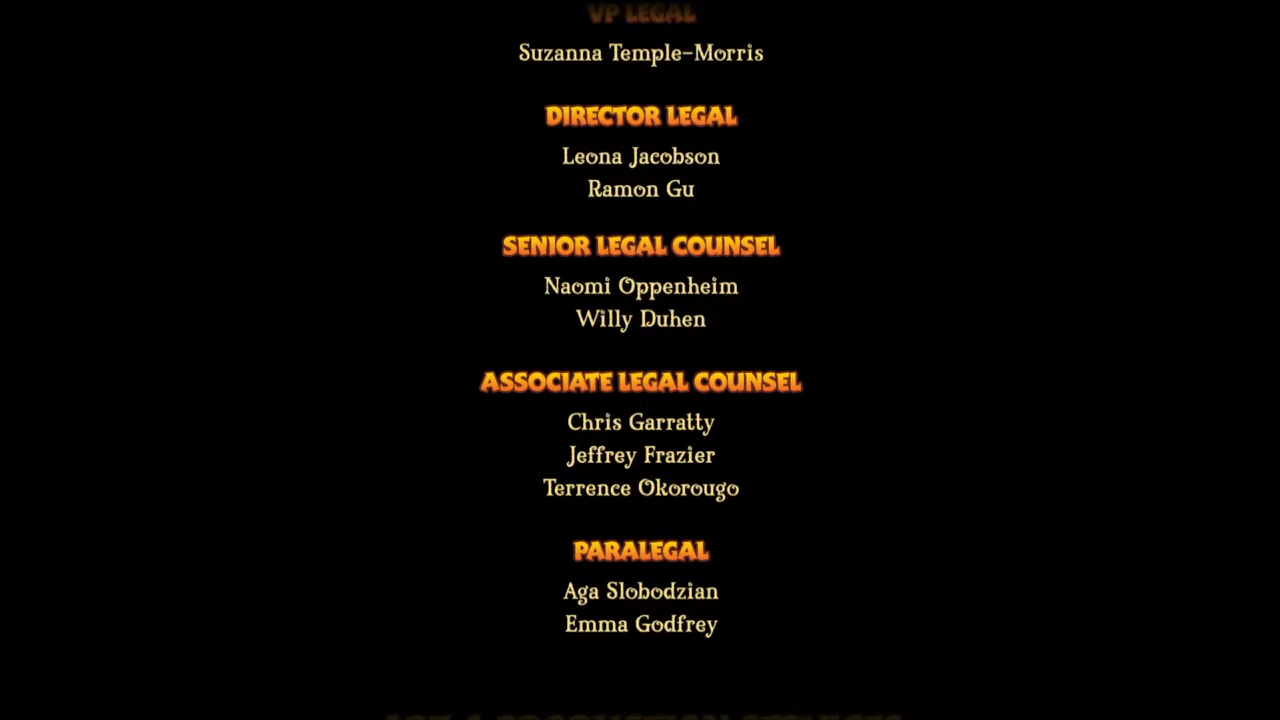 VP LEGAL
Suzanna Temple-Morris
DIRECTOR LEGAL
Leona Jacobson
Ramon Gu
SENIOR LEGAL COUNSEL
Naomi Oppenheim
Willy Duhen
ASSOCIATE LEGAL COUNSEL
Chris Garratty
Jeffrey Frazier
Terrence Okorougo
PARALEGAL
Aga Slobodzian
Emma Godfrey